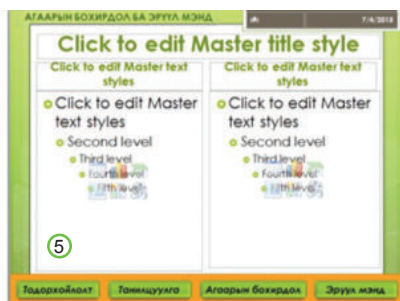 АГААРЫН БОХИРДОЛ БА ЭРҮҮЛ МЭНД
7/4/2013
Click to edit Master title style
Click to edit Master text
styles
Click to edit Master
text styles
Second level
Third level
Fourth level
Fifth level
Click to edit Master text
styles
Click to edit Master
text styles
Second level
Third level
Fourth level
Fifth level
5
Тодорхойлолт
Танилцуулга
Агаарын бохирдол
Эрүүл мэнд